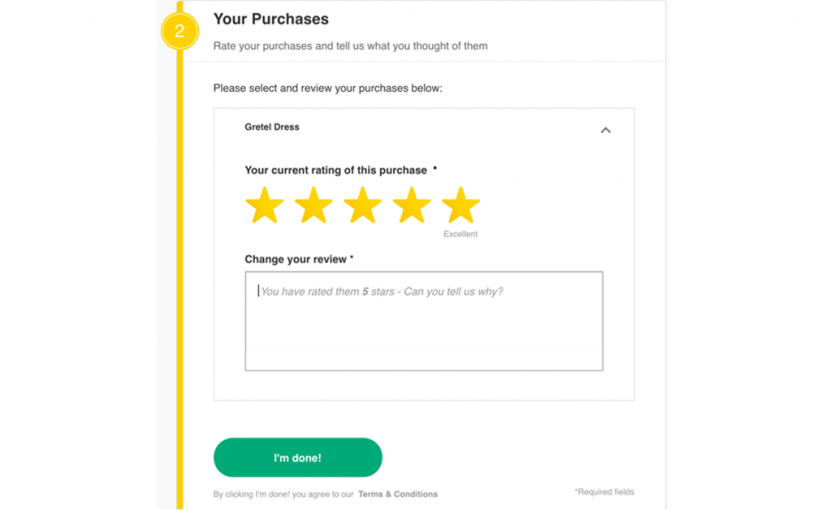 2
Your Purchases
Rate your purchases and tell us what you thought of them
Please select and review your purchases below:
Gretel Dress
Your current rating of this purchase *
Excellent
Change your review *
You have rated them 5 stars - Can you tell us why?
I'm done!
By clicking I'm done! you agree to our Terms & Conditions
*Required fields